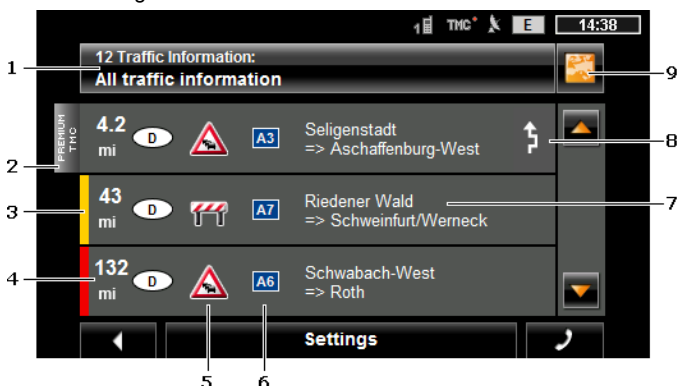 1 TMC E 14:38
12 Traffic Information:
All traffic information
1
9
PREMIUM
TMC
4.2
mi
D
A3
Seligenstadt
=> Aschaffenburg-West
8
2
43
mi
D
A7
Riedener Wald
=> Schweinfurt/Werneck
7
3
132
mi
D
A6
Schwabach-West
=> Roth
4
Settings
5 6